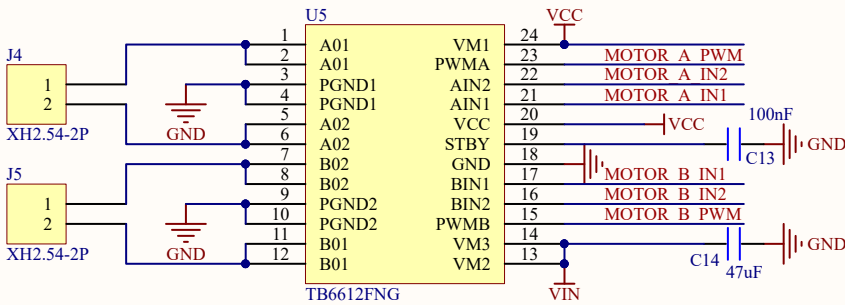 U5
VCC
J4
1
2
XH2.54-2P
GND
J5
1
2
XH2.54-2P
GND
1 A01 VM1 24
2 A01 PWMA 23 MOTOR_A_PWM
3 PGND1 AIN2 22 MOTOR_A_IN2
4 PGND1 AIN1 21 MOTOR_A_IN1
5 A02 VCC 20 VCC
6 A02 STBY 19
7 B02 GND 18
8 B02 BIN1 17 MOTOR_B_IN1
9 PGND2 BIN2 16 MOTOR_B_IN2
10 PGND2 PWMB 15 MOTOR_B_PWM
11 B01 VM3 14
12 B01 VM2 13
100nF
C13
GND
GND
C14
47uF
VIN
TB6612FNG